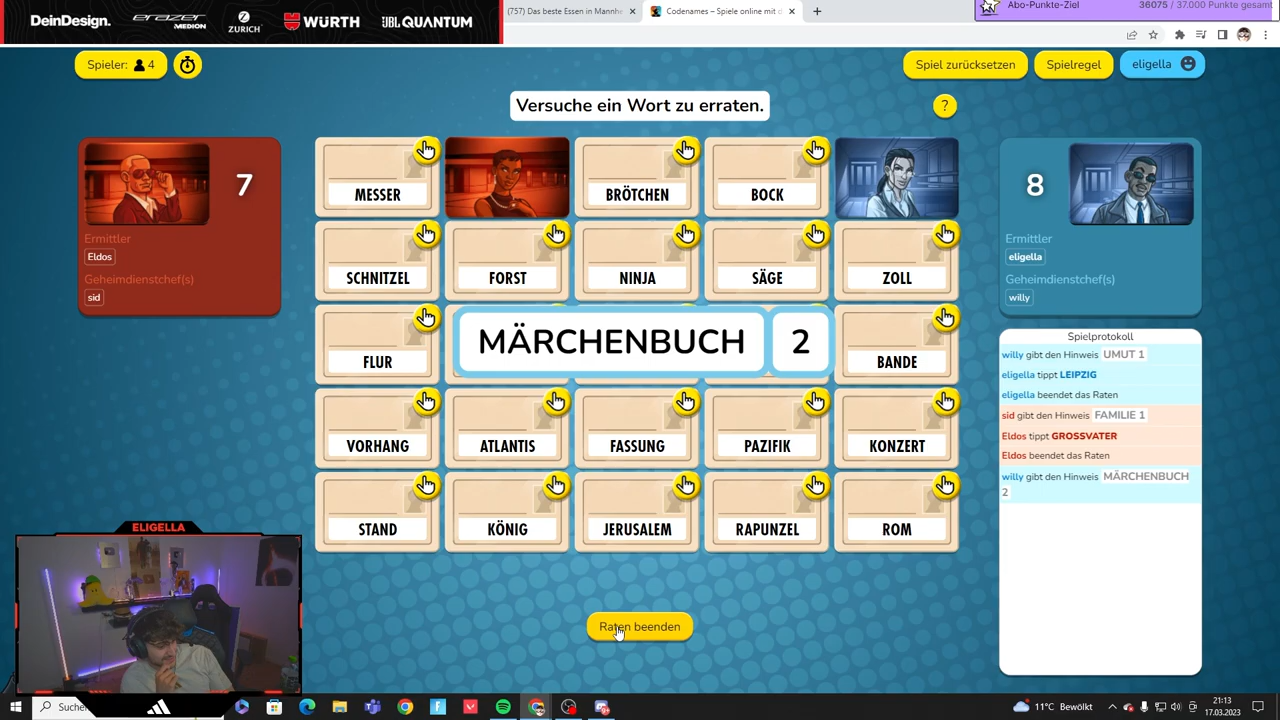 DeinDesign.
erazer
MEDION
ZURICH
WÜRTH
JBL QUANTUM
(757) Das beste Essen in Mannhe
Codenames – Spiele online mit d
Abo-Punkte-Ziel
36075 / 37.000 Punkte gesamt
Spieler: 4
Spiel zurücksetzen
Spielregel
eligella
Versuche ein Wort zu erraten.
?
7
Ermittler
Eldos
Geheimdienstchef(s)
sid
MESSER
BRÖTCHEN
BOCK
SCHNITZEL
FORST
NINJA
SÄGE
ZOLL
FLUR
MÄRCHENBUCH
2
BANDE
VORHANG
ATLANTIS
FASSUNG
PAZIFIK
KONZERT
STAND
KÖNIG
JERUSALEM
RAPUNZEL
ROM
8
Ermittler
eligella
Geheimdienstchef(s)
willy
Spielprotokoll
willy gibt den Hinweis UMUT 1
eligella tippt LEIPZIG
eligella beendet das Raten
sid gibt den Hinweis FAMILIE 1
Eldos tippt GROSSVATER
Eldos beendet das Raten
willy gibt den Hinweis MÄRCHENBUCH
2
ELIGELLA
Raten beenden
Suche
11°C Bewölkt
21:13
17.03.2023